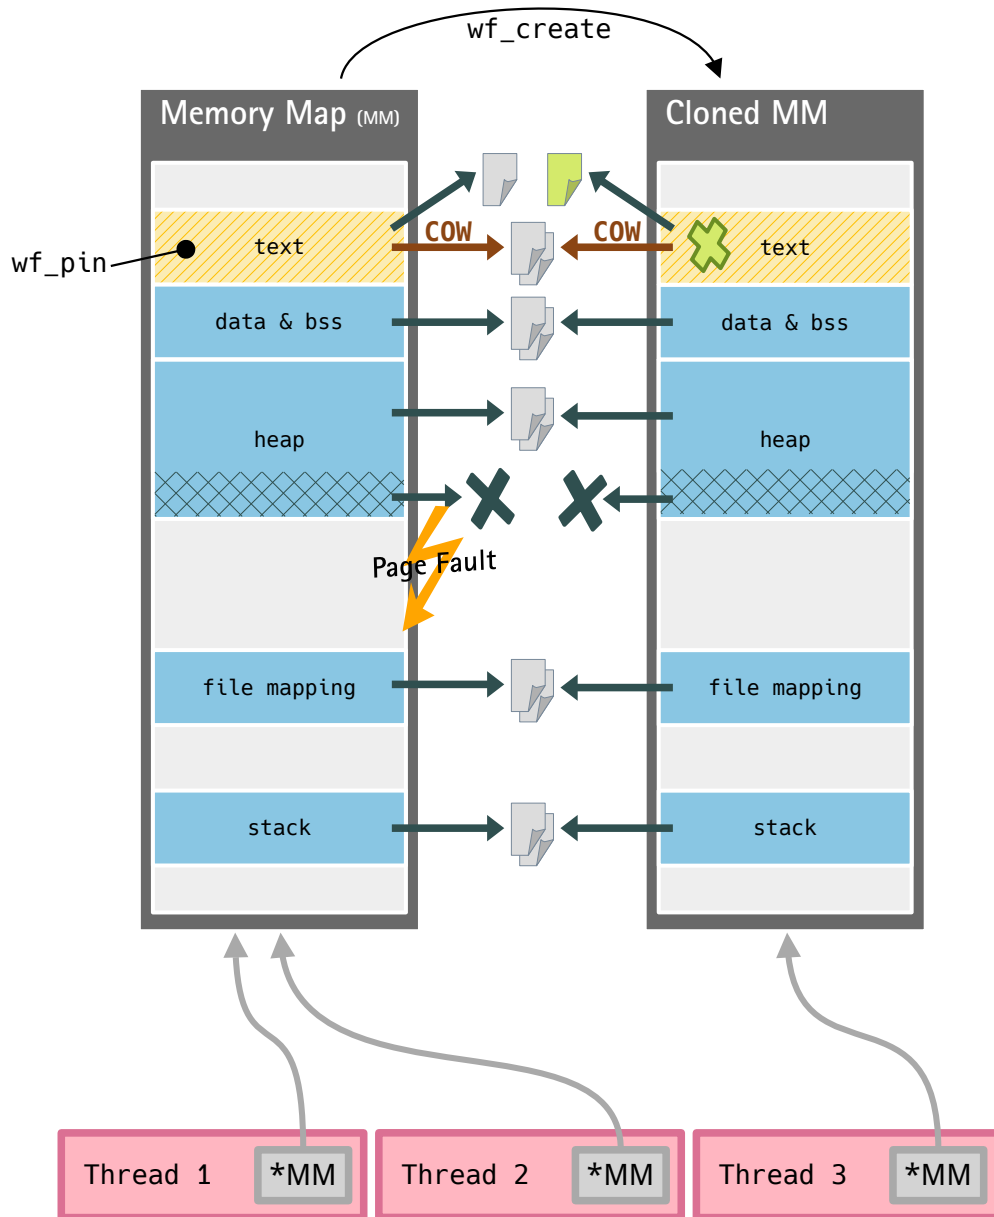 wf_create
Memory Map (MM)
Cloned MM
COW
COW
text
text
wf_pin
data & bss
data & bss
heap
heap
Page Fault
file mapping
file mapping
stack
stack
Thread 1
*MM
Thread 2
*MM
Thread 3
*MM